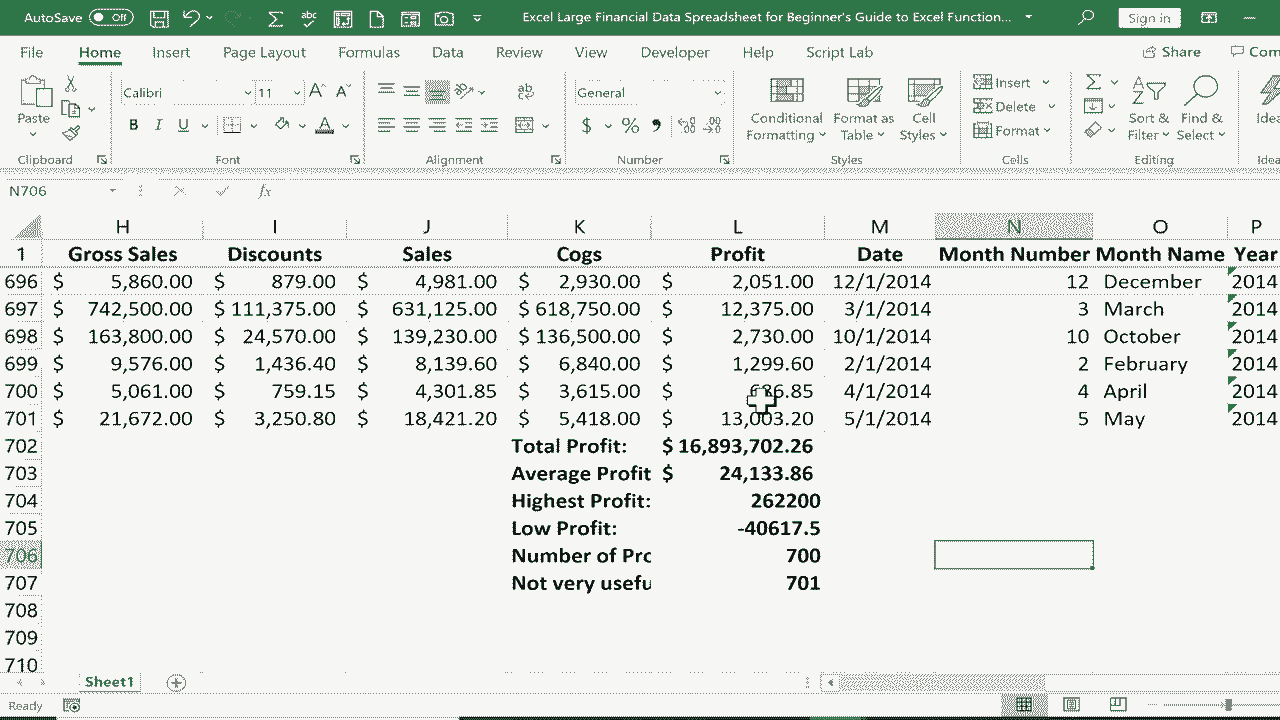 AutoSave Off Excel Large Financial Data Spreadsheet for Beginner's Guide to Excel Function... Sign in
File Home Insert Page Layout Formulas Data Review View Developer Help Script Lab Share Com
Paste Calibri 11 A A ab General Conditional Formatting Format as Table Cell Styles Insert Delete Format Sort & Filter Find & Select Idea
B I U A $ % 9
Clipboard Font Alignment Number Styles Cells Editing Idea
N706 fx
H I J K L M N O P
1 Gross Sales Discounts Sales Cogs Profit Date Month Number Month Name Year
696 $ 5,860.00 $ 879.00 $ 4,981.00 $ 2,930.00 $ 2,051.00 12/1/2014 12 December 2014
697 $ 742,500.00 $ 111,375.00 $ 631,125.00 $ 618,750.00 $ 12,375.00 3/1/2014 3 March 2014
698 $ 163,800.00 $ 24,570.00 $ 139,230.00 $ 136,500.00 $ 2,730.00 10/1/2014 10 October 2014
699 $ 9,576.00 $ 1,436.40 $ 8,139.60 $ 6,840.00 $ 1,299.60 2/1/2014 2 February 2014
700 $ 5,061.00 $ 759.15 $ 4,301.85 $ 3,615.00 $ 4/1/2014 4 April 2014
701 $ 21,672.00 $ 3,250.80 $ 18,421.20 $ 5,418.00 $ 13,003.20 5/1/2014 5 May 2014
702 Total Profit: $ 16,893,702.26
703 Average Profit $ 24,133.86
704 Highest Profit: 262200
705 Low Profit: -40617.5
706 Number of Prc 700
707 Not very usefu 701
708
709
710
Sheet1
Ready